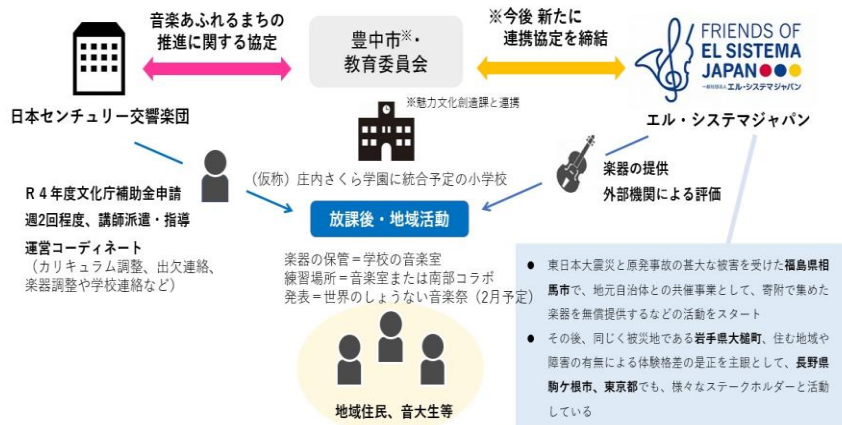 音楽あふれるまちの
推進に関する協定
豊中市※・
教育委員会
※今後 新たに
連携協定を締結
FRIENDS OF
EL SISTEMA
JAPAN
一般社団法人エル・システマジャパン
日本センチュリー交響楽団
※魅力文化創造課と連携
エル・システマジャパン
(仮称)庄内さくら学園に統合予定の小学校
楽器の提供
外部機関による評価
R4年度文化庁補助金申請
週2回程度、講師派遣・指導
運営コーディネート
(カリキュラム調整、出欠連絡、
楽器調整や学校連絡など)
放課後・地域活動
楽器の保管=学校の音楽室
練習場所=音楽室または南部コラボ
発表=世界のしょうない音楽祭(2月予定)
地域住民、音大生等
● 東日本大震災と原発事故の甚大な被害を受けた福島県相
馬市で、地元自治体との共催事業として、寄附で集めた
楽器を無償提供するなどの活動をスタート
● その後、同じく被災地である岩手県大槌町、住む地域や
障害の有無による体験格差の是正を主眼として、長野県
駒ケ根市、東京都でも、様々なステークホルダーと活動
している